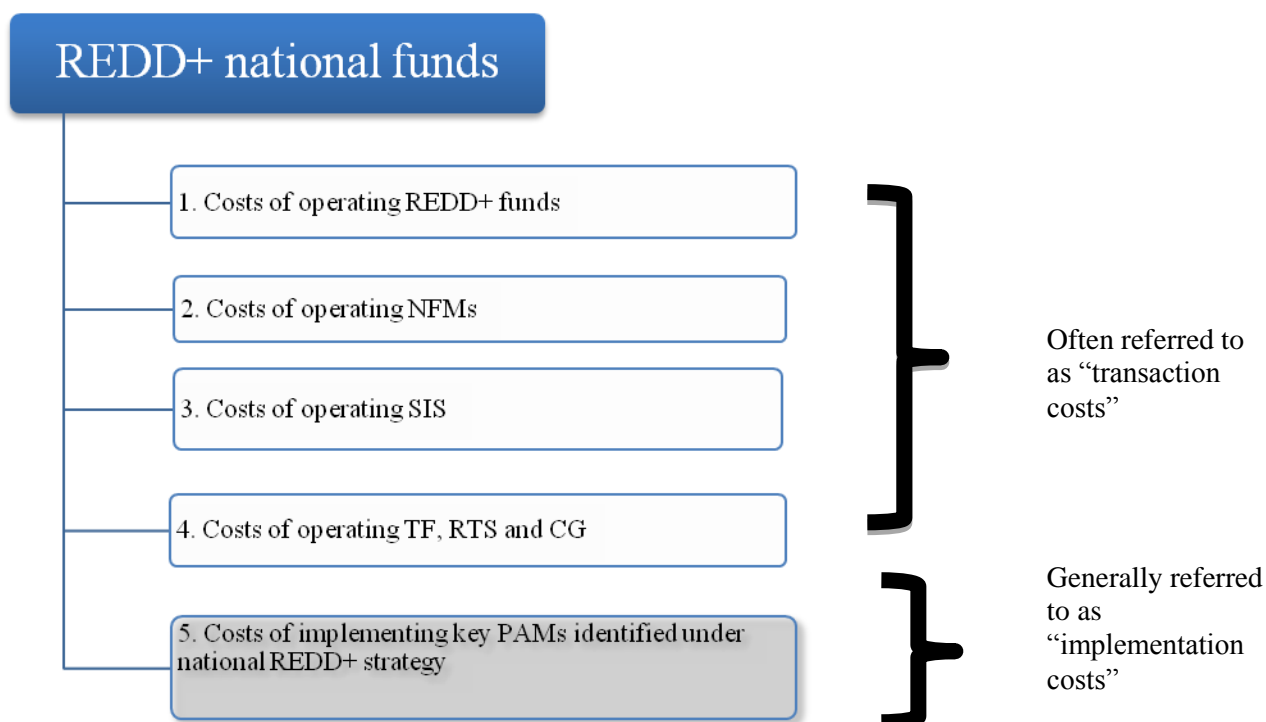 REDD+ national funds
1. Costs of operating REDD+ funds
2. Costs of operating NFMs
3. Costs of operating SIS
4. Costs of operating TF, RTS and CG
5. Costs of implementing key PAMs identified under
national REDD+ strategy
Often referred to
as “transaction
costs”
Generally referred
to as
“implementation
costs”